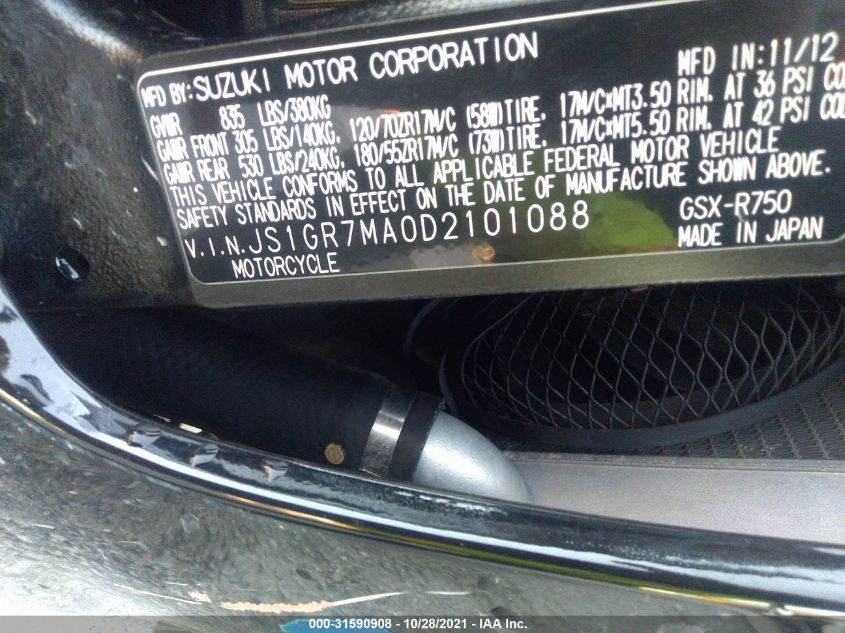 MFD BY:SUZUKI MOTOR CORPORATION MFD IN:11/12
GVWR 835 LBS/380KG
GAWR FRONT 305 LBS/140KG, 120/70ZR17M/C (58W)TIRE, 17M/C×MT3.50 RIM, AT 36 PSI COL
GAWR REAR 530 LBS/240KG, 180/55ZR17M/C (73W)TIRE, 17M/C×MT5.50 RIM, AT 42 PSI COL
THIS VEHICLE CONFORMS TO ALL APPLICABLE FEDERAL MOTOR VEHICLE
SAFETY STANDARDS IN EFFECT ON THE DATE OF MANUFACTURE SHOWN ABOVE.
V.I.N.JS1GR7MA0D2101088 GSX-R750
MOTORCYCLE MADE IN JAPAN
000-31590908 - 10/28/2021 - IAA Inc.